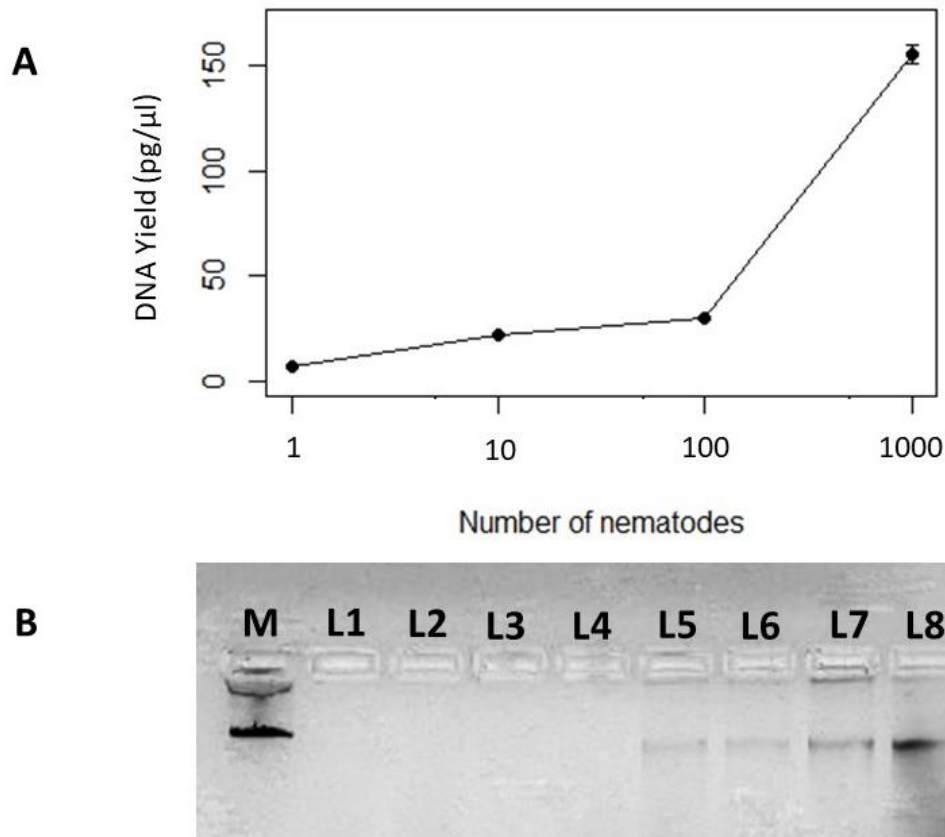 A
DNA Yield (pg/µl)
150
100
50
0
1 10 100 1000
Number of nematodes
B
M L1 L2 L3 L4 L5 L6 L7 L8